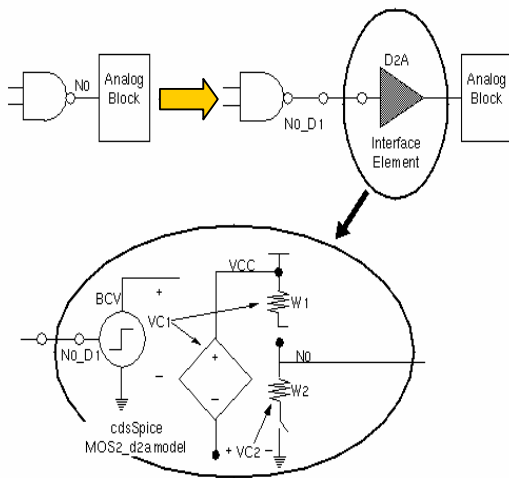 D2A
N0
Analog
Block
Analog
Block
N0_D1
Interface
Element
VCC
BCV
+
W1
VC1
N0_D1
+
N0
–
–
W2
cdsSpice
MOS2_d2a model
+ VC2 –